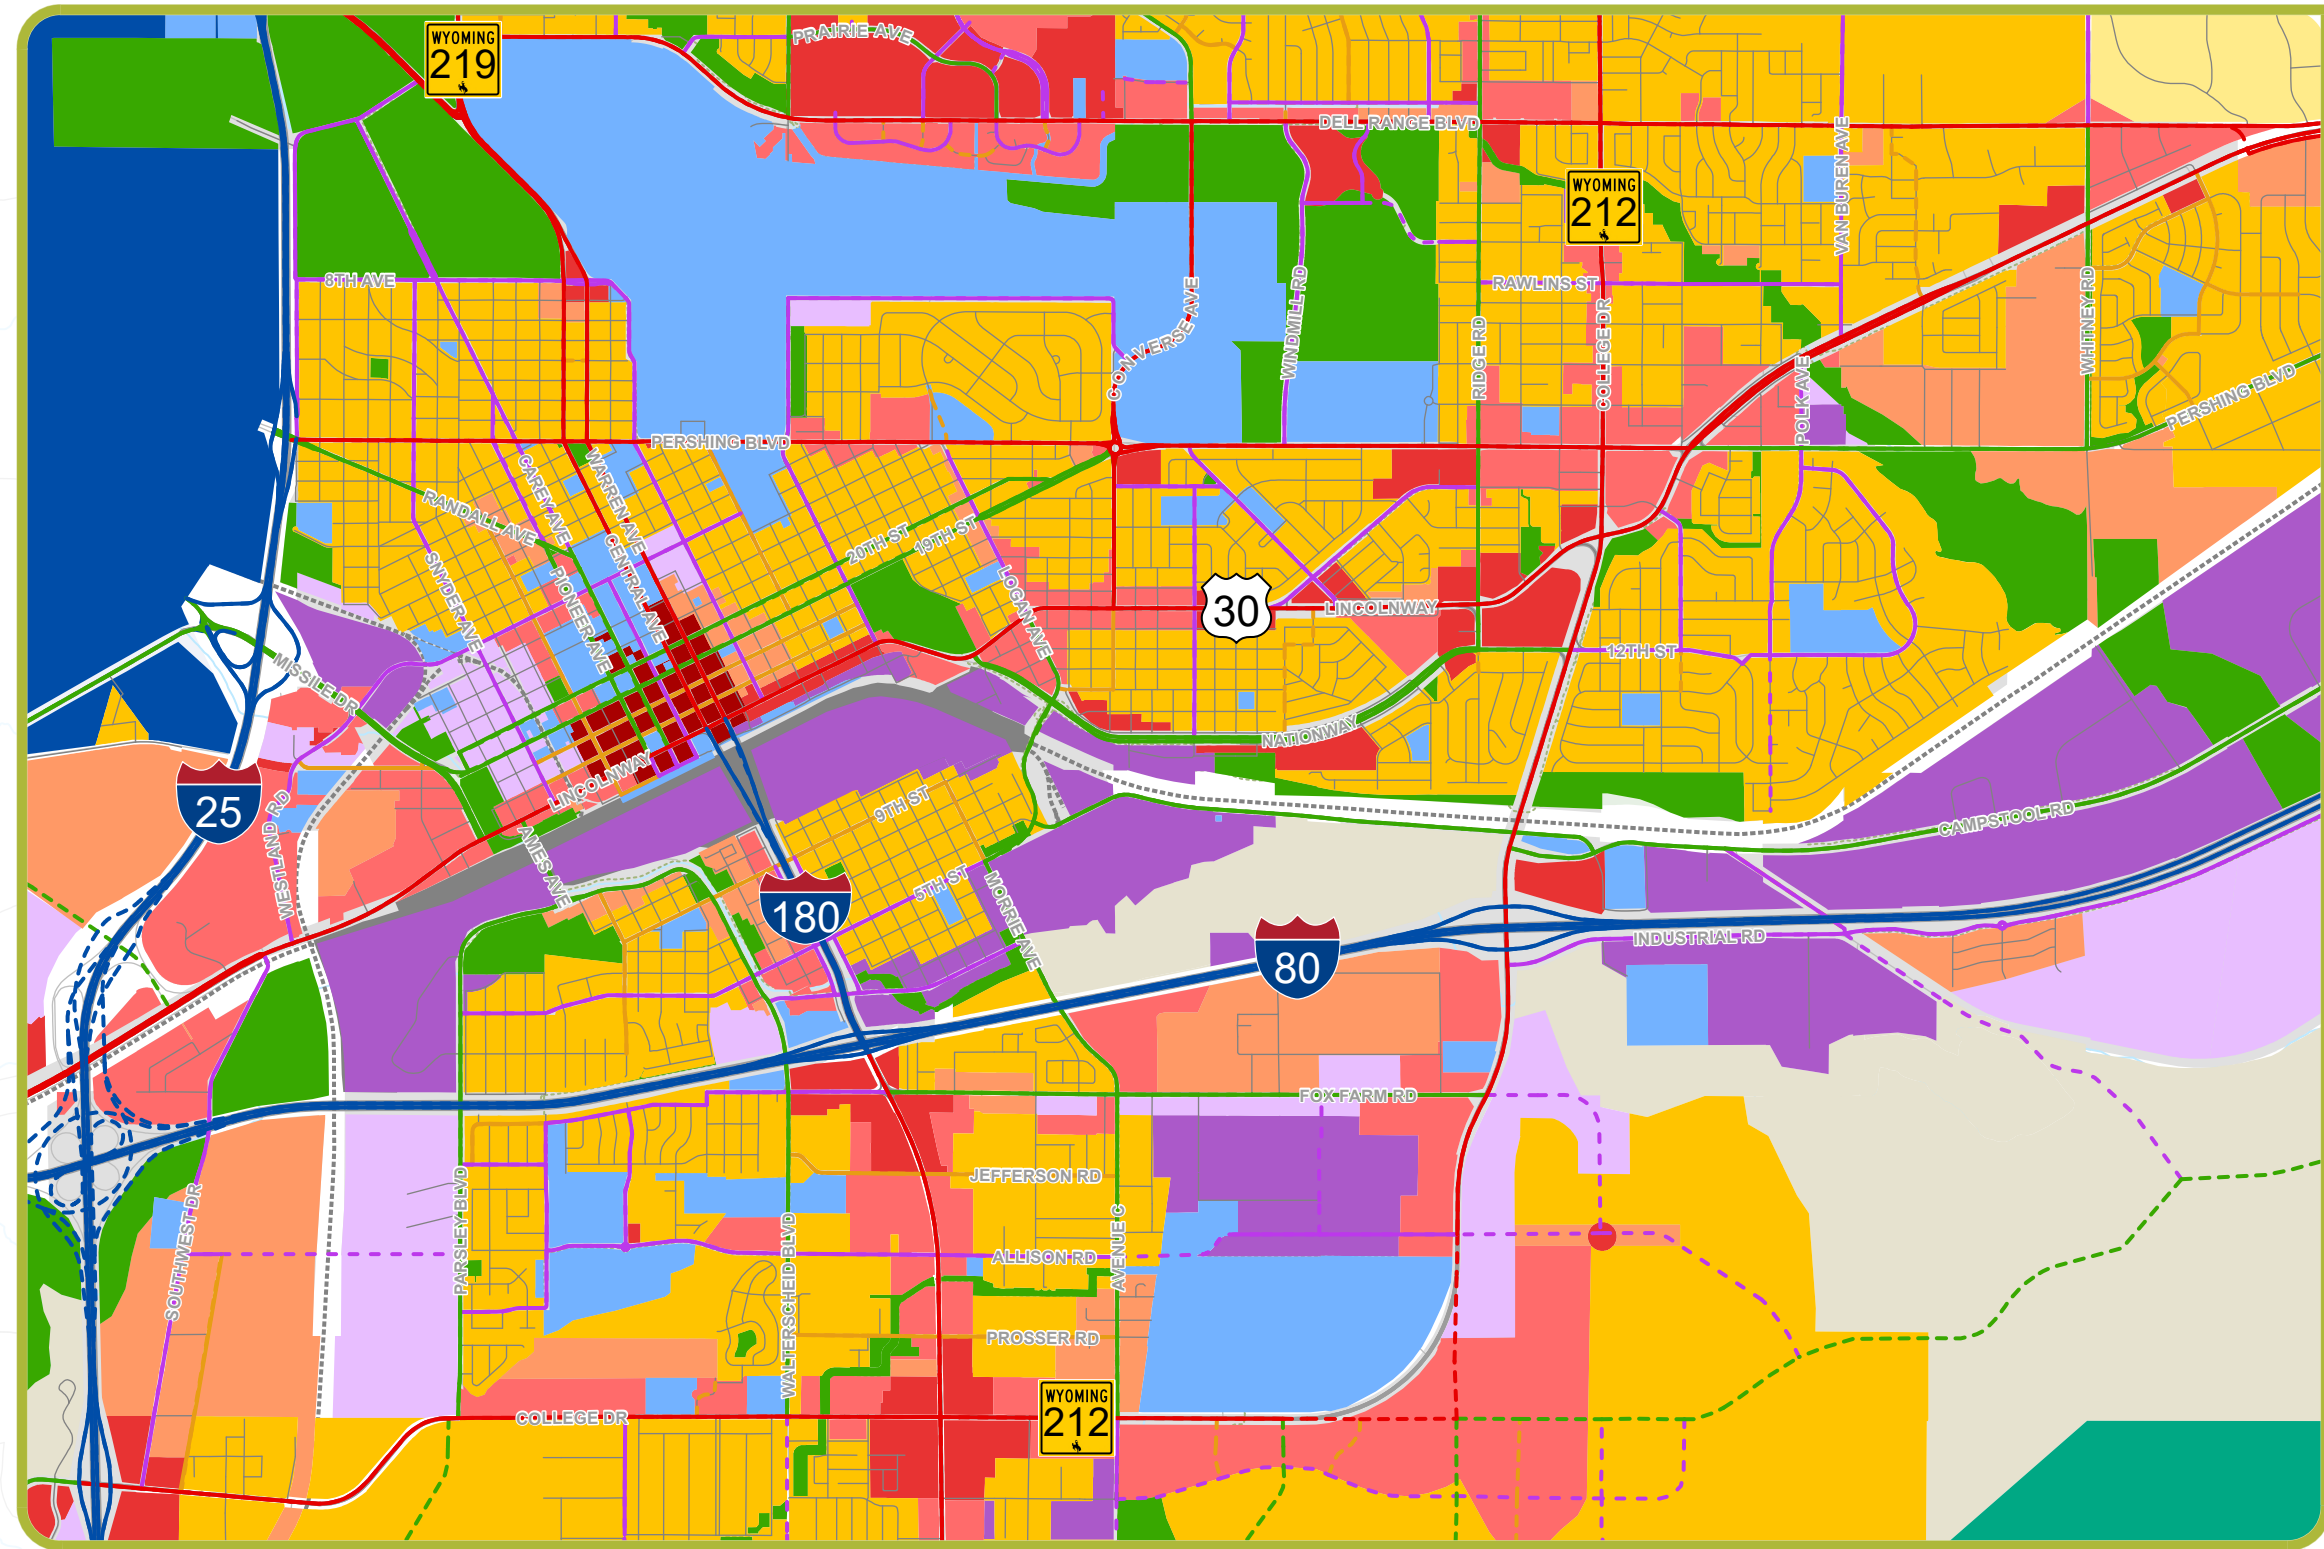 WYOMING
219
PRAIRIE AVE
DELL RANGE BLVD
VAN BUREN AVE
WYOMING
212
8TH AVE
RAWLINS ST
CONVERSE AVE
WINDMILL RD
RIDGE RD
COLLEGE DR
WHITNEY RD
POLK AVE
PERSHING BLVD
PERSHING BLVD
RANDALL AVE
CAREY AVE
WARREN AVE
CENTRAL AVE
20TH ST
19TH ST
SNYDER AVE
PIONEER AVE
LOGAN AVE
30
LINCOLNWAY
12TH ST
MISSILE DR
NATIONWAY
LINCOLNWAY
25
WESTLAND RD
9TH ST
CAMPSTOOL RD
AMES AVE
180
5TH ST
MORRIE AVE
80
INDUSTRIAL RD
FOX FARM RD
JEFFERSON RD
PARSLEY BLVD
SOUTHWEST DR
WALTERSCHEID BLVD
AVENUE C
ALLISON RD
PROSSER RD
COLLEGE DR
WYOMING
212